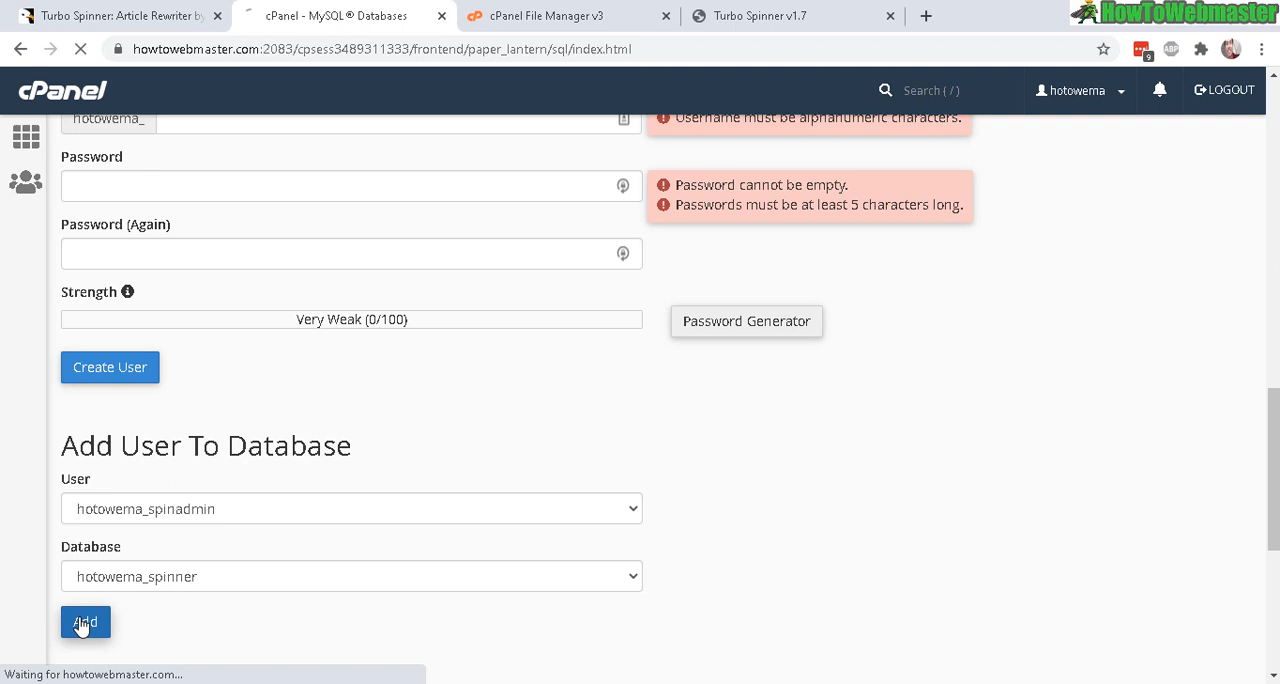 Turbo Spinner: Article Rewriter by
cPanel - MySQL® Databases
cPanel File Manager v3
Turbo Spinner v1.7
HowToWebmaster
howtowebmaster.com:2083/cpsess3489311333/frontend/paper_lantern/sql/index.html
ABP
9
cPanel
Search ( / )
hotowema
LOGOUT
hotowema_
Username must be alphanumeric characters.
Password
Password cannot be empty.
Passwords must be at least 5 characters long.
Password (Again)
Strength
Very Weak (0/100)
Password Generator
Create User
Add User To Database
User
hotowema_spinadmin
Database
hotowema_spinner
Add
Waiting for howtowebmaster.com...